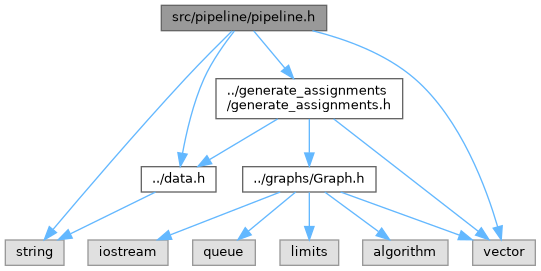 src/pipeline/pipeline.h
../generate_assignments
/generate_assignments.h
../data.h
../graphs/Graph.h
string
iostream
queue
limits
algorithm
vector